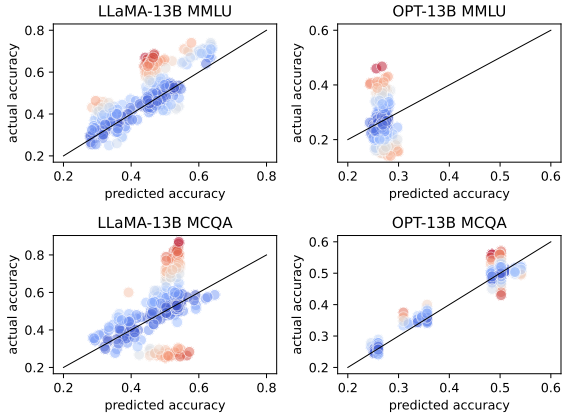 LLaMA-13B MMLU
actual accuracy
0.8
0.6
0.4
0.2
0.2 0.4 0.6 0.8
predicted accuracy
OPT-13B MMLU
actual accuracy
0.6
0.4
0.2
0.2 0.3 0.4 0.5 0.6
predicted accuracy
LLaMA-13B MCQA
actual accuracy
0.8
0.6
0.4
0.2
0.2 0.4 0.6 0.8
predicted accuracy
OPT-13B MCQA
actual accuracy
0.6
0.5
0.4
0.3
0.2
0.2 0.3 0.4 0.5 0.6
predicted accuracy